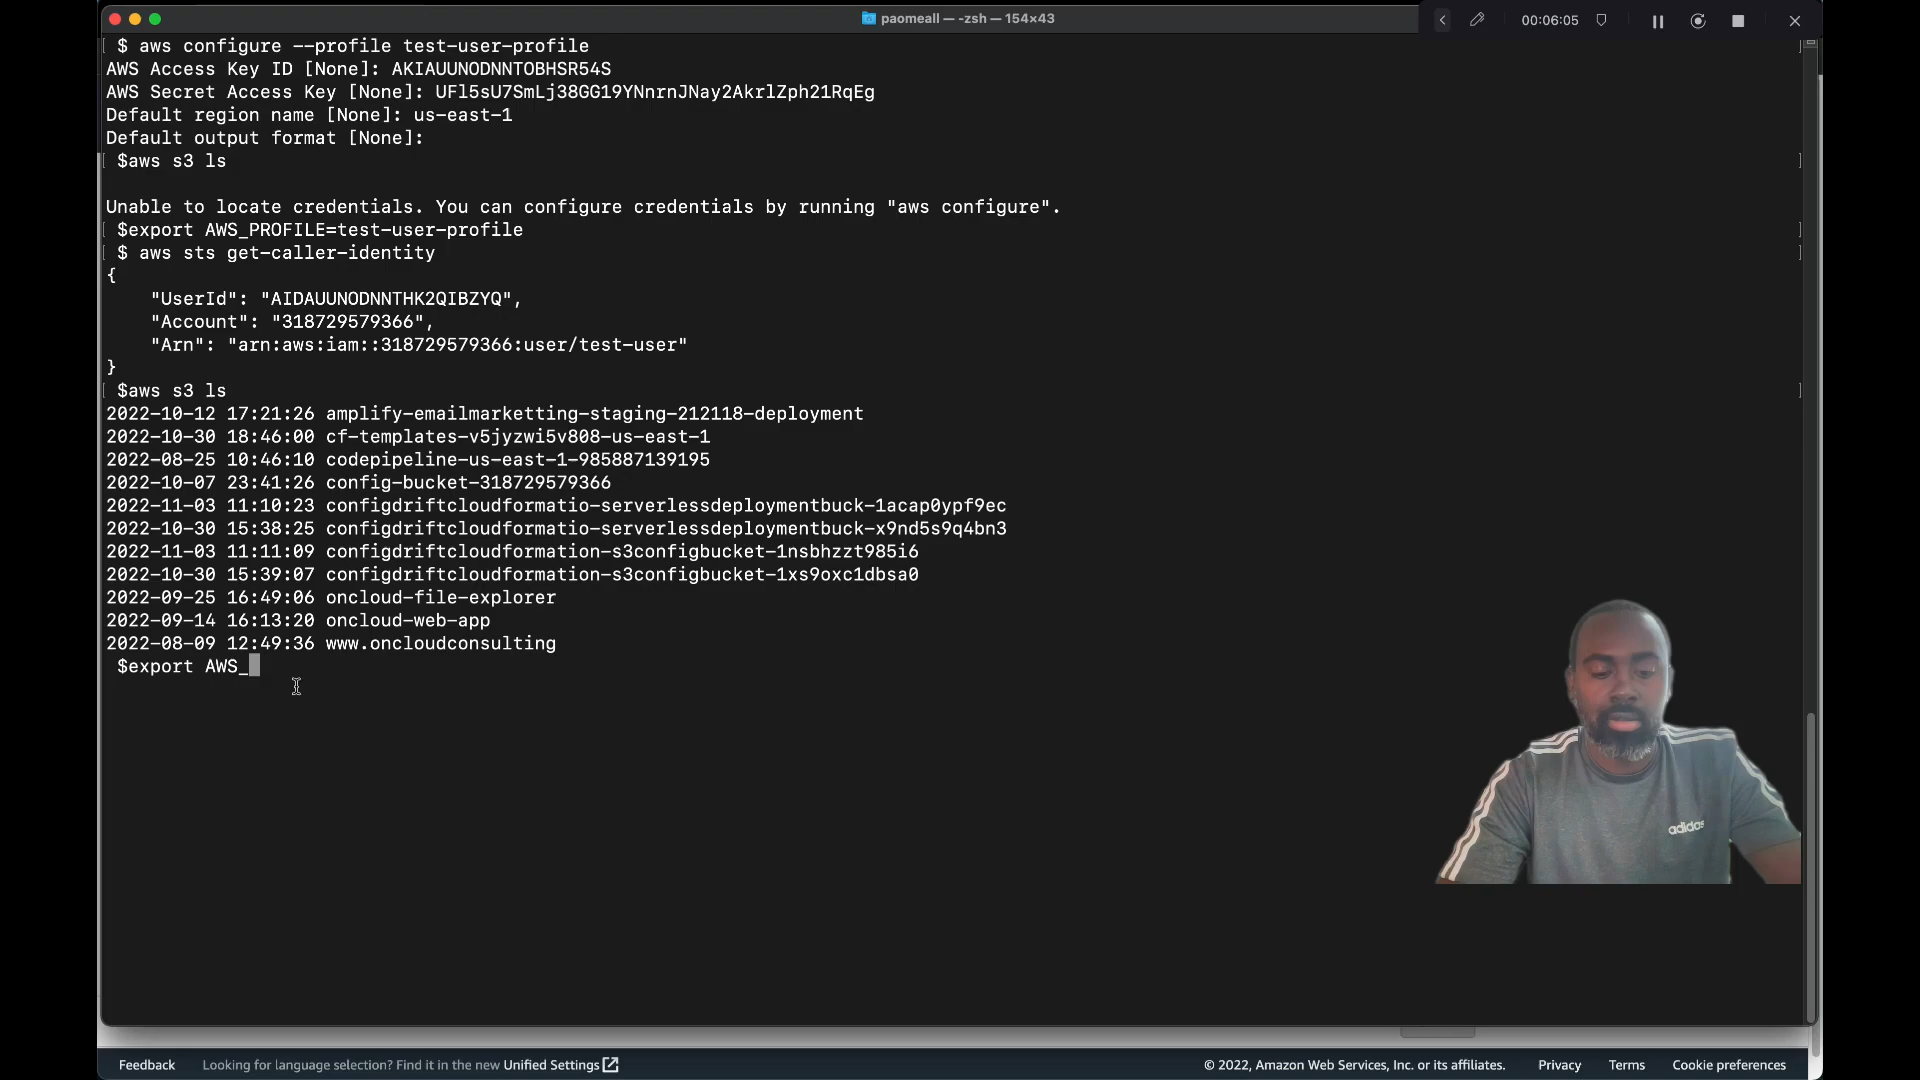 paomeall — -zsh — 154×43
00:06:05
$ aws configure --profile test-user-profile
AWS Access Key ID [None]: AKIAUUNODNNTOBHSR54S
AWS Secret Access Key [None]: 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
Default region name [None]: us-east-1
Default output format [None]:
$aws s3 ls
Unable to locate credentials. You can configure credentials by running "aws configure".
$export AWS_PROFILE=test-user-profile
$ aws sts get-caller-identity
{
"UserId": "AIDAUUNODNNTHK2QIBZYQ",
"Account": "318729579366",
"Arn": "arn:aws:iam::318729579366:user/test-user"
}
$aws s3 ls
2022-10-12 17:21:26 amplify-emailmarketting-staging-212118-deployment
2022-10-30 18:46:00 cf-templates-v5jyzwi5v808-us-east-1
2022-08-25 10:46:10 codepipeline-us-east-1-985887139195
2022-10-07 23:41:26 config-bucket-318729579366
2022-11-03 11:10:23 configdriftcloudformatio-serverlessdeploymentbuck-1acap0ypf9ec
2022-10-30 15:38:25 configdriftcloudformatio-serverlessdeploymentbuck-x9nd5s9q4bn3
2022-11-03 11:11:09 configdriftcloudformation-s3configbucket-1nsbhzzt985i6
2022-10-30 15:39:07 configdriftcloudformation-s3configbucket-1xs9oxc1dbsa0
2022-09-25 16:49:06 oncloud-file-explorer
2022-09-14 16:13:20 oncloud-web-app
2022-08-09 12:49:36 www.oncloudconsulting
$export AWS_
adidas
Feedback Looking for language selection? Find it in the new Unified Settings © 2022, Amazon Web Services, Inc. or its affiliates. Privacy Terms Cookie preferences